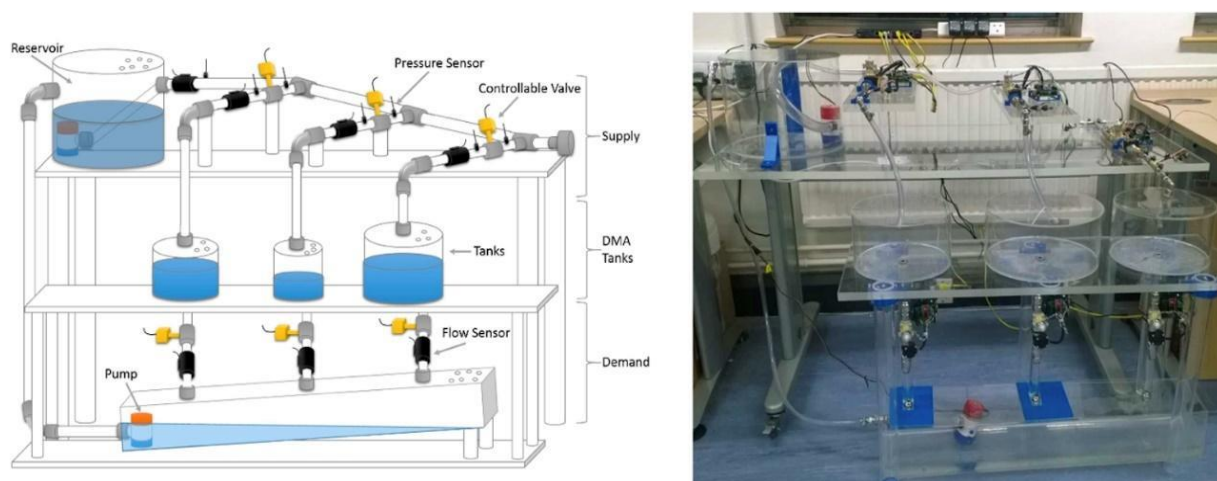 Reservoir
Pressure Sensor
Controllable Valve
Supply
Tanks
DMA
Tanks
Flow Sensor
Demand
Pump